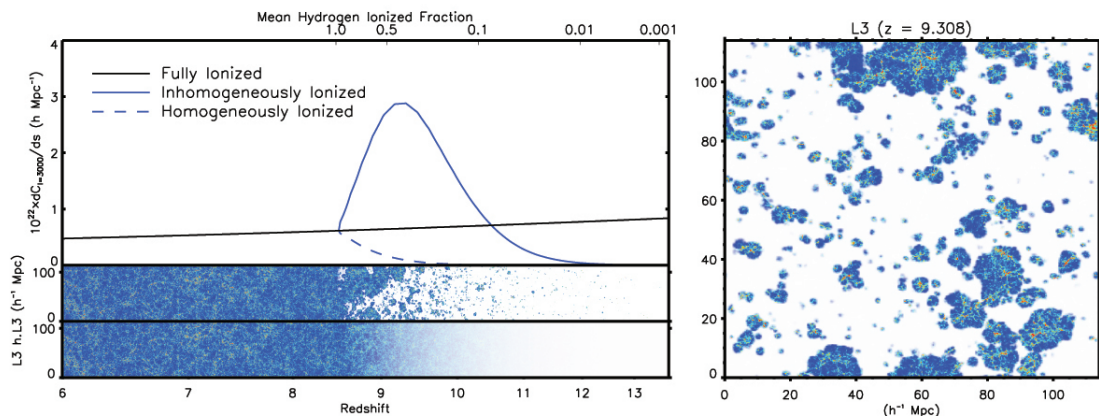 Mean Hydrogen Ionized Fraction
1.0 0.5 0.1 0.01 0.001
4
3
2
1
0
10²²×dC_{l=3000}/ds (h Mpc⁻¹)
Fully Ionized
Inhomogeneously Ionized
Homogeneously Ionized
100
0
100
0
L3 h.L3 (h⁻¹ Mpc)
6 7 8 9 10 11 12 13
Redshift
L3 (z = 9.308)
100
80
60
40
20
0
0 20 40 60 80 100
(h⁻¹ Mpc)